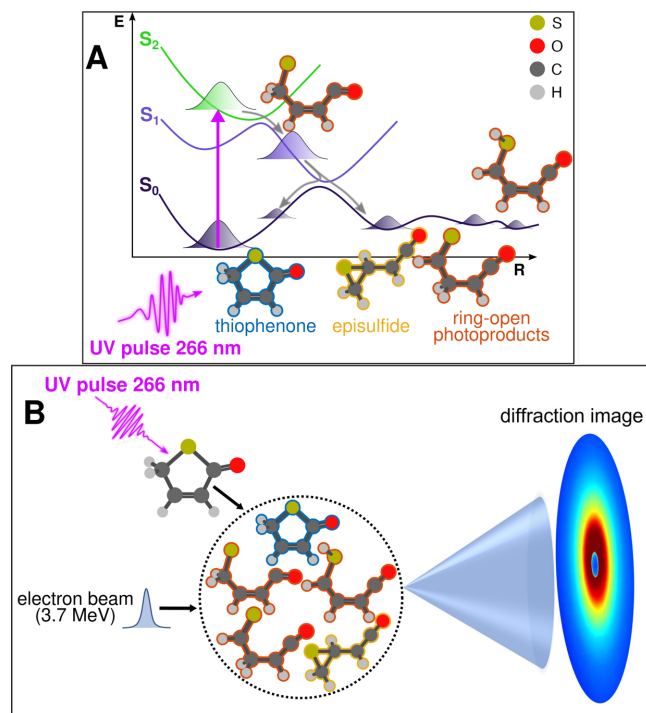 E
A
S₂
S₁
S₀
S
O
C
H
R
thiophenone
episulfide
ring-open
photoproducts
UV pulse 266 nm
B
UV pulse 266 nm
diffraction image
electron beam
(3.7 MeV)